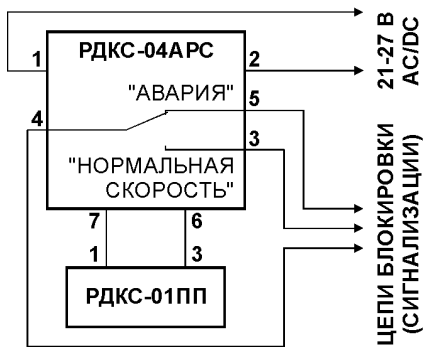 РДКС-04АРС
1
2
"АВАРИЯ"
5
4
3
"НОРМАЛЬНАЯ
СКОРОСТЬ"
7
6
1
3
РДКС-01ПП
21-27 В
AC/DC
ЦЕПИ БЛОКИРОВКИ
(СИГНАЛИЗАЦИИ)